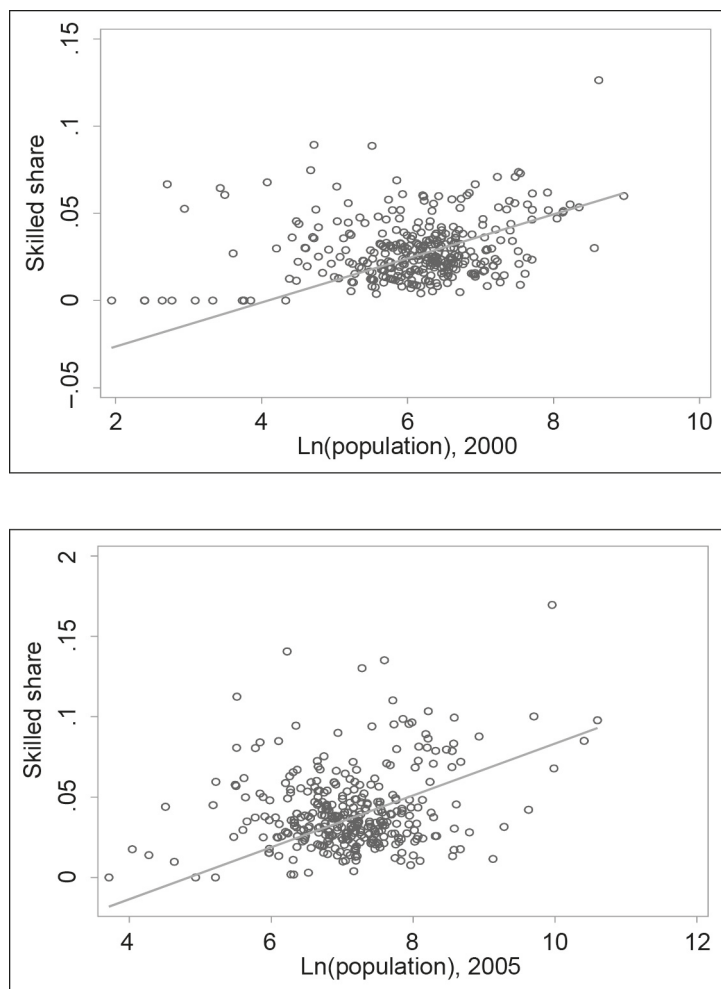 .15
.1
.05
0
−.05
Skilled share
2 4 6 8 10
Ln(population), 2000
2
.15
.1
.05
0
Skilled share
4 6 8 10 12
Ln(population), 2005